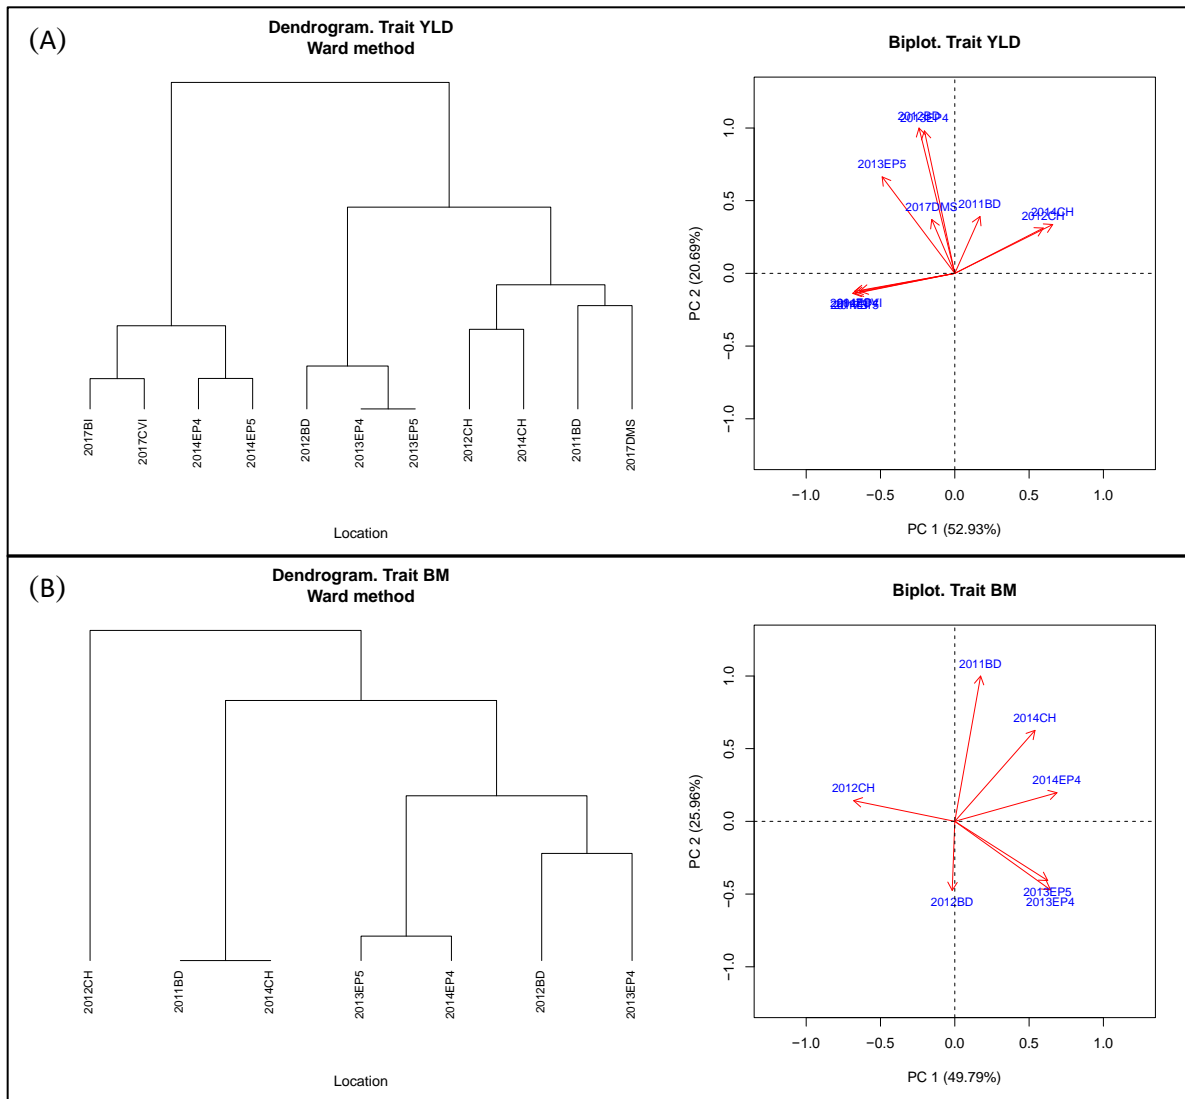 (A)
Dendrogram. Trait YLD
Ward method
2017BI
2017CVI
2014EP4
2014EP5
2012BD
2013EP4
2013EP5
2012CH
2014CH
2011BD
2017DMS
Location
Biplot. Trait YLD
PC 2 (20.69%)
1.0
0.5
0.0
−0.5
−1.0
2012BD
2013EP4
2013EP5
2017DMS
2011BD
2014CH
2012CH
−1.0 −0.5 0.0 0.5 1.0
PC 1 (52.93%)
(B)
Dendrogram. Trait BM
Ward method
2012CH
2011BD
2014CH
2013EP5
2014EP4
2012BD
2013EP4
Location
Biplot. Trait BM
PC 2 (25.96%)
1.0
0.5
0.0
−0.5
−1.0
2011BD
2014CH
2014EP4
2012CH
2013EP5
2012BD
2013EP4
−1.0 −0.5 0.0 0.5 1.0
PC 1 (49.79%)